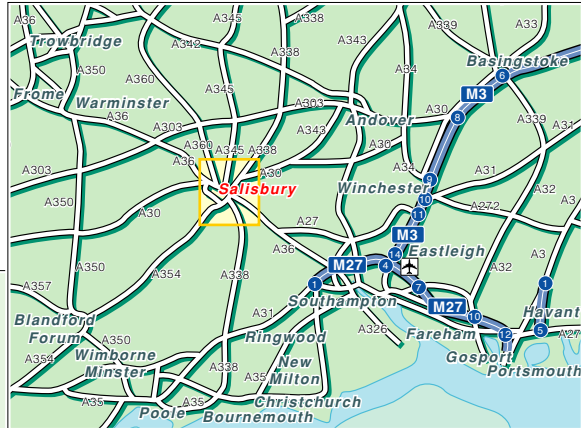 A36
A345
A338
A339
A33
Trowbridge
A342
A343
A350
A360
A338
A34
Basingstoke
6
M3
Frome
Warminster
A345
A303
A339
A36
Andover
A30
8
A303
A343
A31
A360
A345
A338
A30
A36
A303
A30
A34
9
A31
Salisbury
Winchester
10
A32
A30
A272
11
A27
M3
A36
Eastleigh
A3
14
M27
4
A350
A354
A338
A32
A357
1
7
1
Southampton
M27
A31
10
Havant
Blandford
Forum
A326
Fareham
12
5
A27
A350
Ringwood
Gosport
A354
Wimborne
Minster
New
Milton
Portsmouth
A338
A35
A35
A35
Christchurch
Poole
Bournemouth